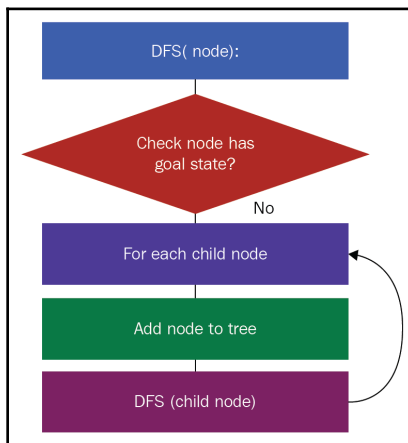 DFS( node):
Check node has
goal state?
No
For each child node
Add node to tree
DFS (child node)